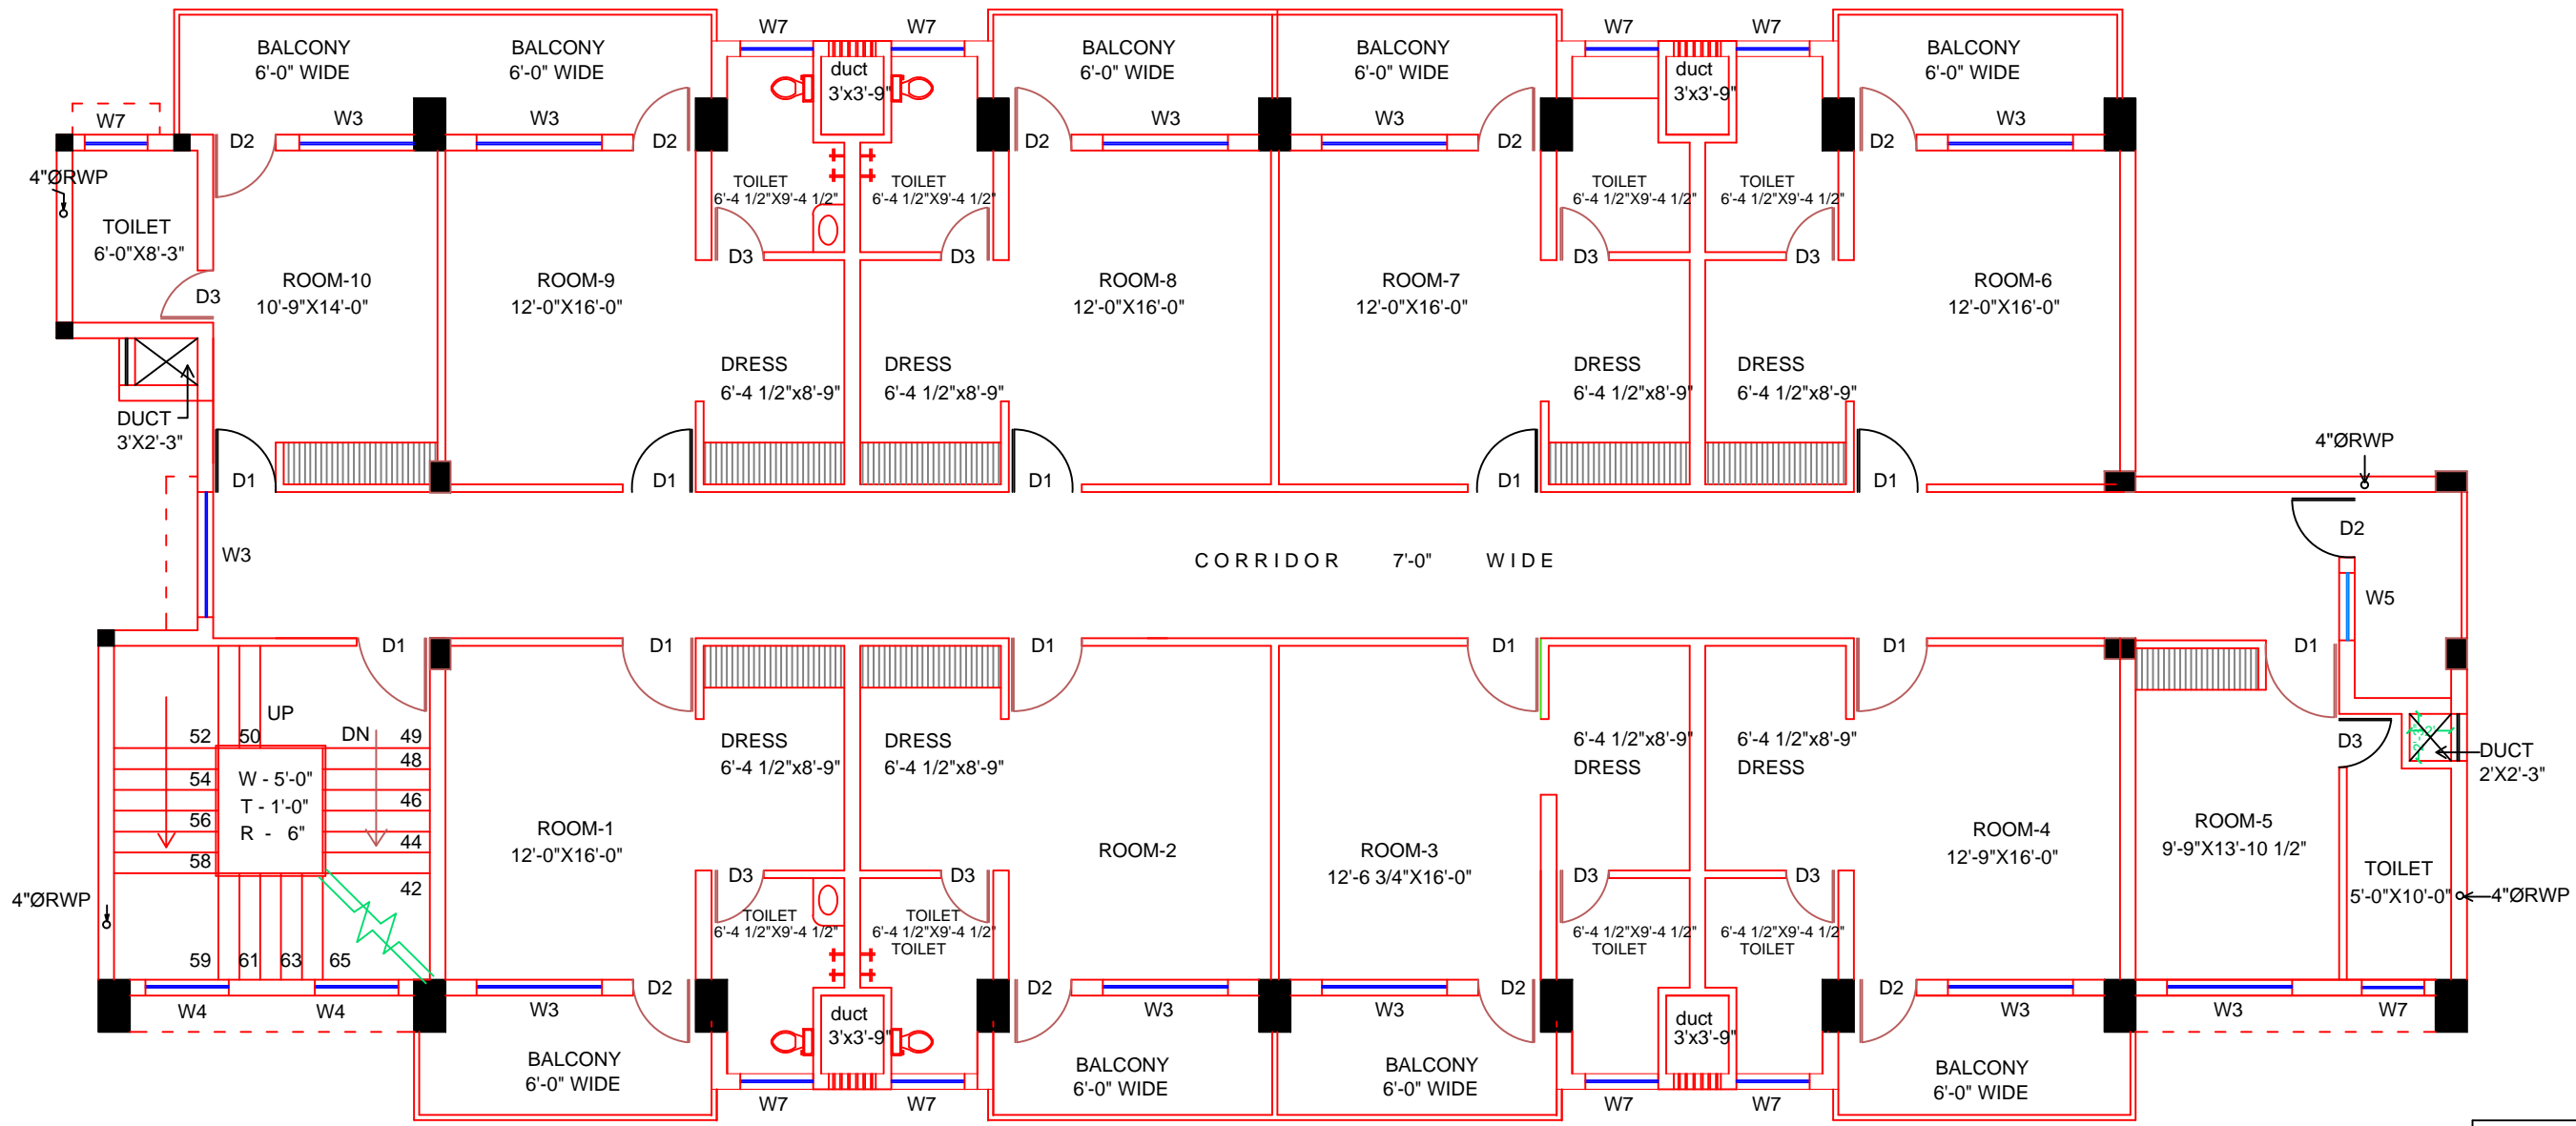 W7 W7 W7 W7
BALCONY BALCONY BALCONY BALCONY BALCONY
6'-0" WIDE 6'-0" WIDE 6'-0" WIDE 6'-0" WIDE 6'-0" WIDE
duct duct
3'x3'-9" 3'x3'-9"
W7 W3 W3 W3 W3 W3
D2 D2 D2 D2 D2
4"ØRWP
TOILET TOILET TOILET TOILET
6'-4 1/2"X9'-4 1/2" 6'-4 1/2"X9'-4 1/2" 6'-4 1/2"X9'-4 1/2" 6'-4 1/2"X9'-4 1/2"
TOILET
6'-0"X8'-3"
D3 D3 D3 D3
ROOM-10 ROOM-9 ROOM-8 ROOM-7 ROOM-6
D3
10'-9"X14'-0" 12'-0"X16'-0" 12'-0"X16'-0" 12'-0"X16'-0" 12'-0"X16'-0"
DRESS DRESS DRESS DRESS
6'-4 1/2"x8'-9" 6'-4 1/2"x8'-9" 6'-4 1/2"x8'-9" 6'-4 1/2"x8'-9"
DUCT
3'X2'-3"
4"ØRWP
D1 D1 D1 D1 D1
D2
W3 CORRIDOR 7'-0" WIDE
W5
D1 D1 D1 D1 D1 D1
UP
52 50 DN 49
DRESS DRESS 6'-4 1/2"x8'-9" 6'-4 1/2"x8'-9" D3
48
DUCT
6'-4 1/2"x8'-9" 6'-4 1/2"x8'-9" DRESS DRESS
2'X2'-3"
54 W - 5'-0"
46
T - 1'-0"
56 R - 6"
44
ROOM-1 ROOM-2 ROOM-3 ROOM-4 ROOM-5
12'-0"X16'-0" 12'-6 3/4"X16'-0" 12'-9"X16'-0" 9'-9"X13'-10 1/2"
58
D3 D3 D3 D3
TOILET
42
4"ØRWP 5'-0"X10'-0" 4"ØRWP
TOILET TOILET
6'-4 1/2"X9'-4 1/2" 6'-4 1/2"X9'-4 1/2" 6'-4 1/2"X9'-4 1/2" 6'-4 1/2"X9'-4 1/2"
TOILET TOILET TOILET
59 61 63 65
D2 D2 D2 D2
W4 W4 W3 W3 W3 W3 W3 W7
duct duct
3'x3'-9" 3'x3'-9"
BALCONY BALCONY BALCONY BALCONY
6'-0" WIDE 6'-0" WIDE 6'-0" WIDE 6'-0" WIDE
W7 W7 W7 W7